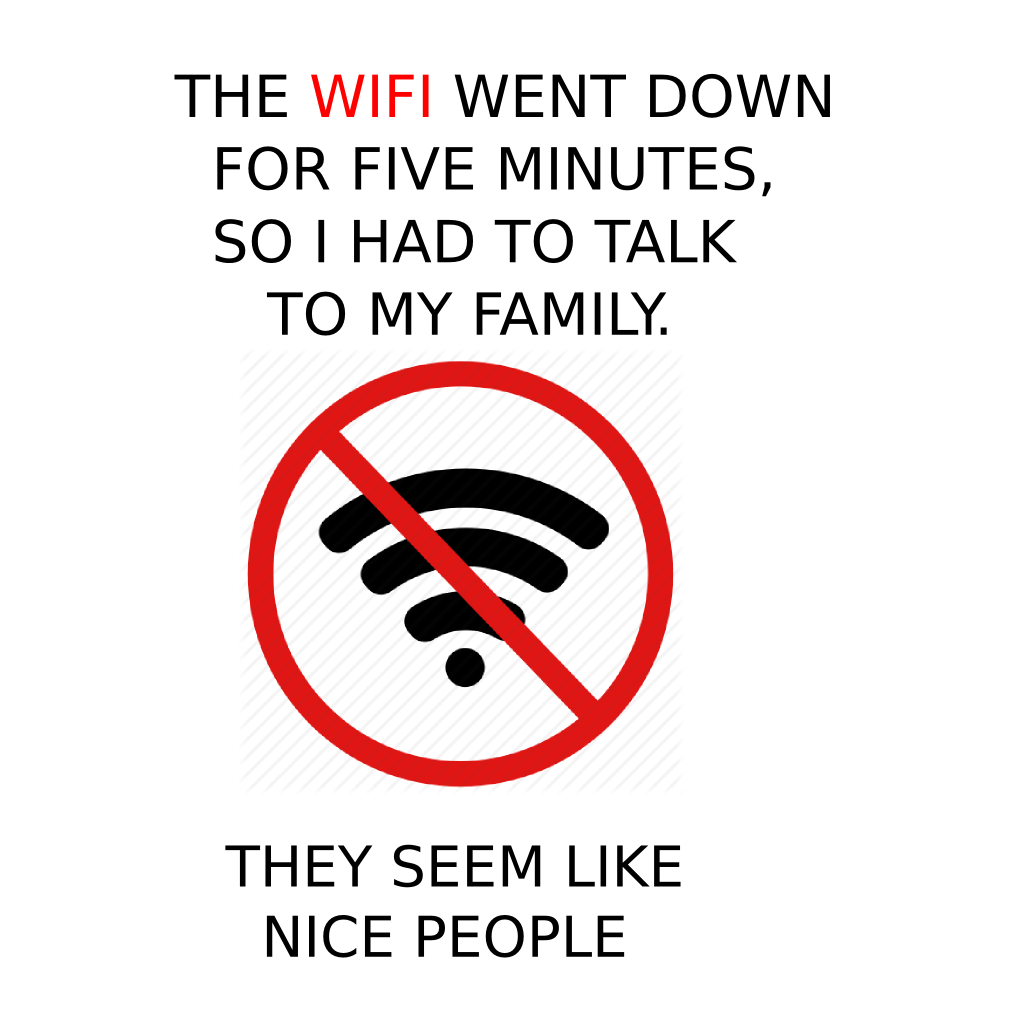 THE WIFI WENT DOWN
FOR FIVE MINUTES,
SO I HAD TO TALK
TO MY FAMILY.
THEY SEEM LIKE
NICE PEOPLE